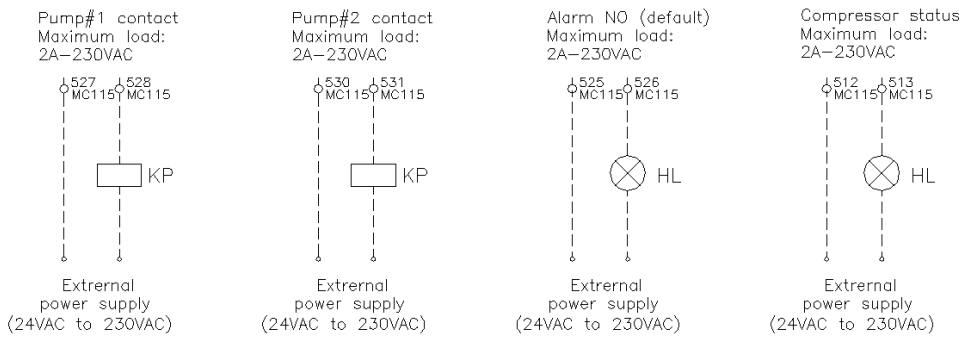 Pump#1 contact
Maximum load:
2A-230VAC
527
MC115
528
MC115
KP
Extrernal
power supply
(24VAC to 230VAC)
Pump#2 contact
Maximum load:
2A-230VAC
530
MC115
531
MC115
KP
Extrernal
power supply
(24VAC to 230VAC)
Alarm NO (default)
Maximum load:
2A-230VAC
525
MC115
526
MC115
HL
Extrernal
power supply
(24VAC to 230VAC)
Compressor status
Maximum load:
2A-230VAC
512
MC115
513
MC115
HL
Extrernal
power supply
(24VAC to 230VAC)